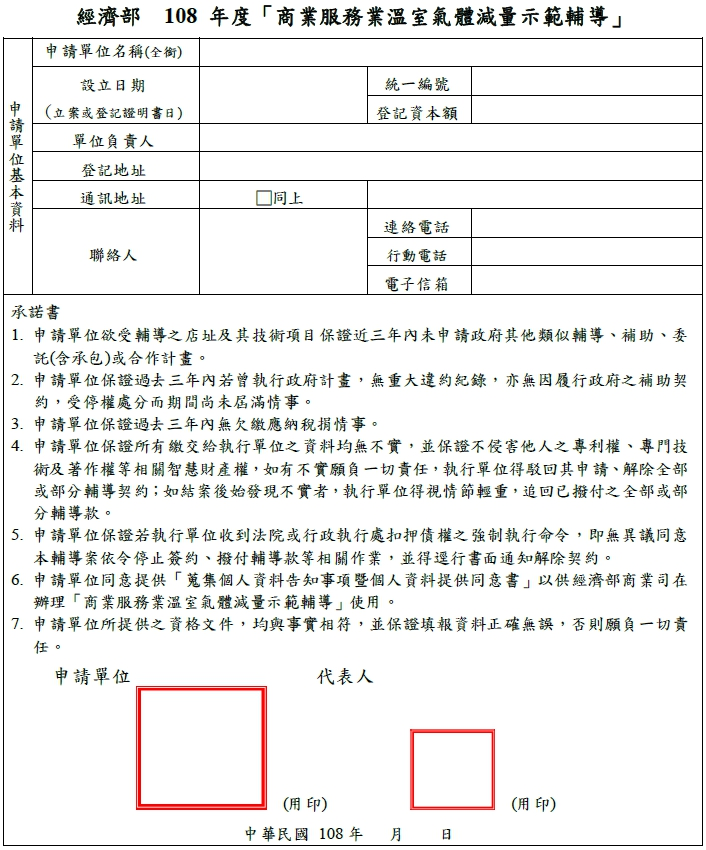 經濟部 108 年度「商業服務業溫室氣體減量示範輔導」
申請單位基本資料
申請單位名稱(全銜)
設立日期
(立案或登記證明書日)
統一編號
登記資本額
單位負責人
登記地址
通訊地址
□同上
聯絡人
連絡電話
行動電話
電子信箱
承諾書
1. 申請單位欲受輔導之店址及其技術項目保證近三年內未申請政府其他類似輔導、補助、委
託(含承包)或合作計畫。
2. 申請單位保證過去三年內若曾執行政府計畫，無重大違約紀錄，亦無因履行政府之補助契
約，受停權處分而期間尚未屆滿情事。
3. 申請單位保證過去三年內無欠繳應納稅捐情事。
4. 申請單位保證所有繳交給執行單位之資料均無不實，並保證不侵害他人之專利權、專門技
術及著作權等相關智慧財產權，如有不實願負一切責任，執行單位得駁回其申請、解除全部
或部分輔導契約；如結案後始發現不實者，執行單位得視情節輕重，追回已撥付之全部或部
分輔導款。
5. 申請單位保證若執行單位收到法院或行政執行處扣押債權之強制執行命令，即無異議同意
本輔導案依令停止簽約、撥付輔導款等相關作業，並得逕行書面通知解除契約。
6. 申請單位同意提供「蒐集個人資料告知事項暨個人資料提供同意書」以供經濟部商業司在
辦理「商業服務業溫室氣體減量示範輔導」使用。
7. 申請單位所提供之資格文件，均與事實相符，並保證填報資料正確無誤，否則願負一切責
任。
申請單位 代表人
(用印) (用印)
中華民國 108 年 月 日